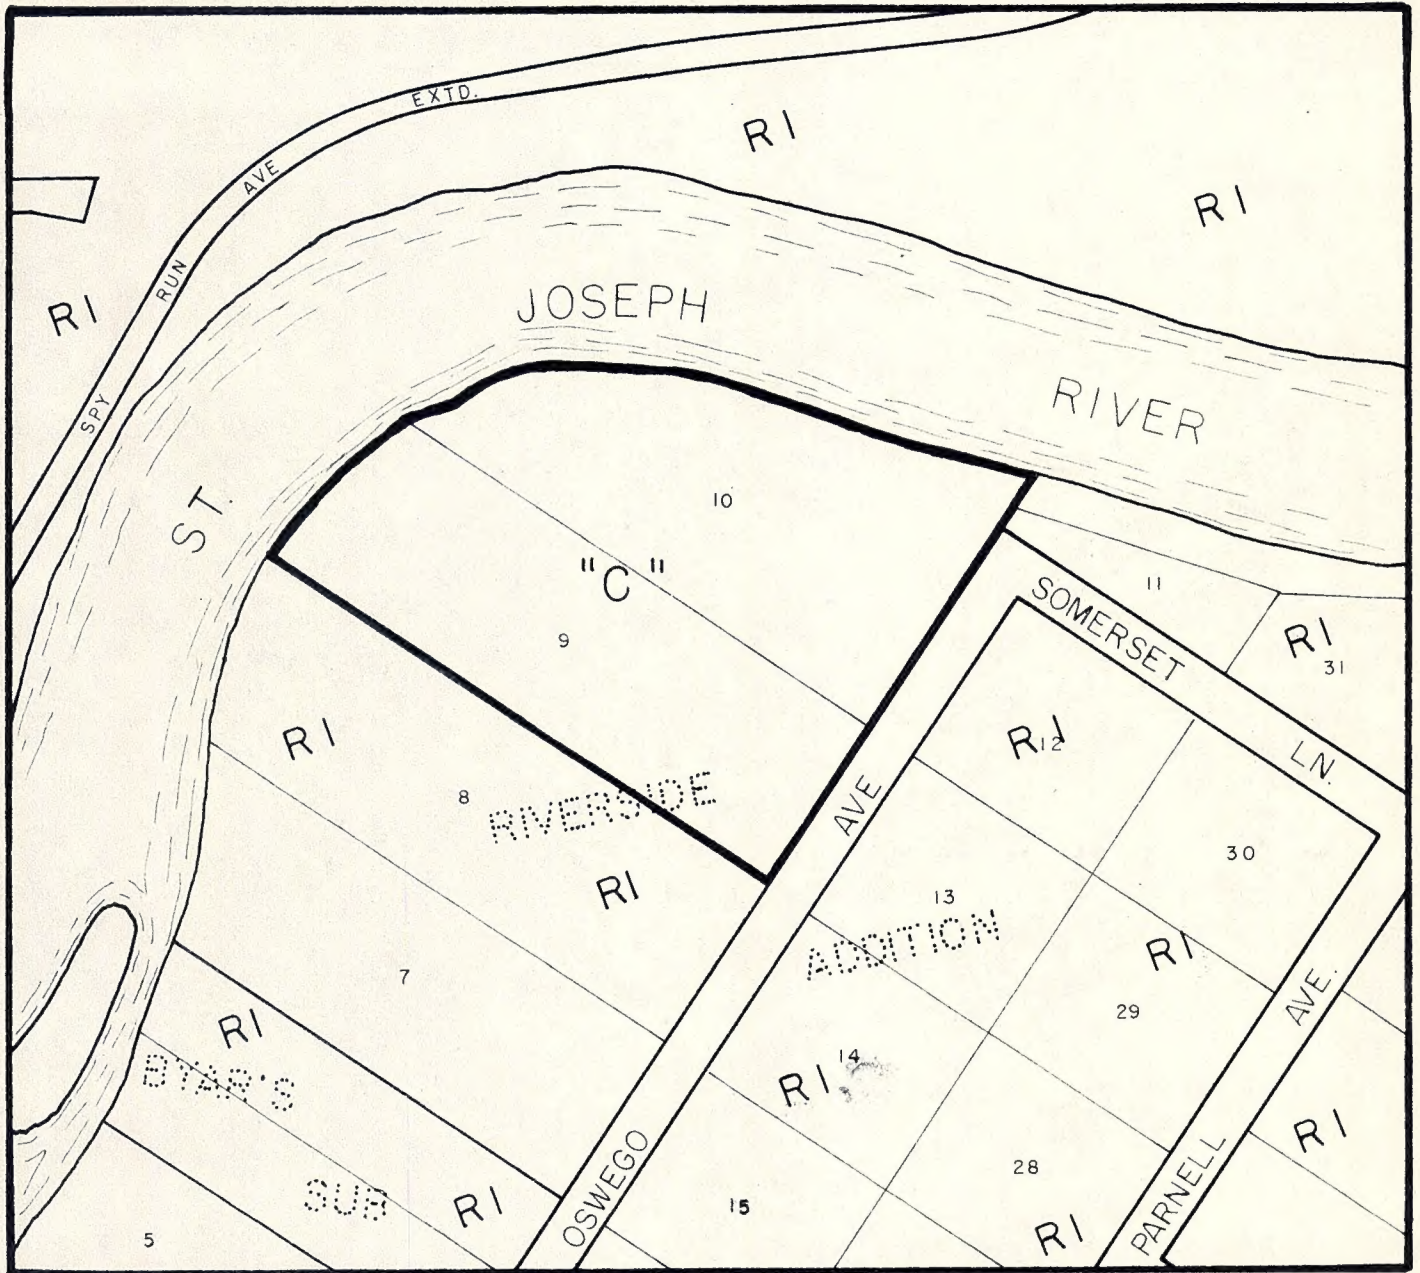 SPY RUN AVE EXTD.
R1
R1
R1
ST. JOSEPH RIVER
10
"C"
9
11
SOMERSET LN.
R1
31
R1
12
R1
8
RIVERSIDE
R1
AVE
30
13
ADDITION
R1
7
29
AVE.
R1
BYAR'S
14
R1
R1
OSWEGO
PARNELL
28
SUB
R1
15
R1
5